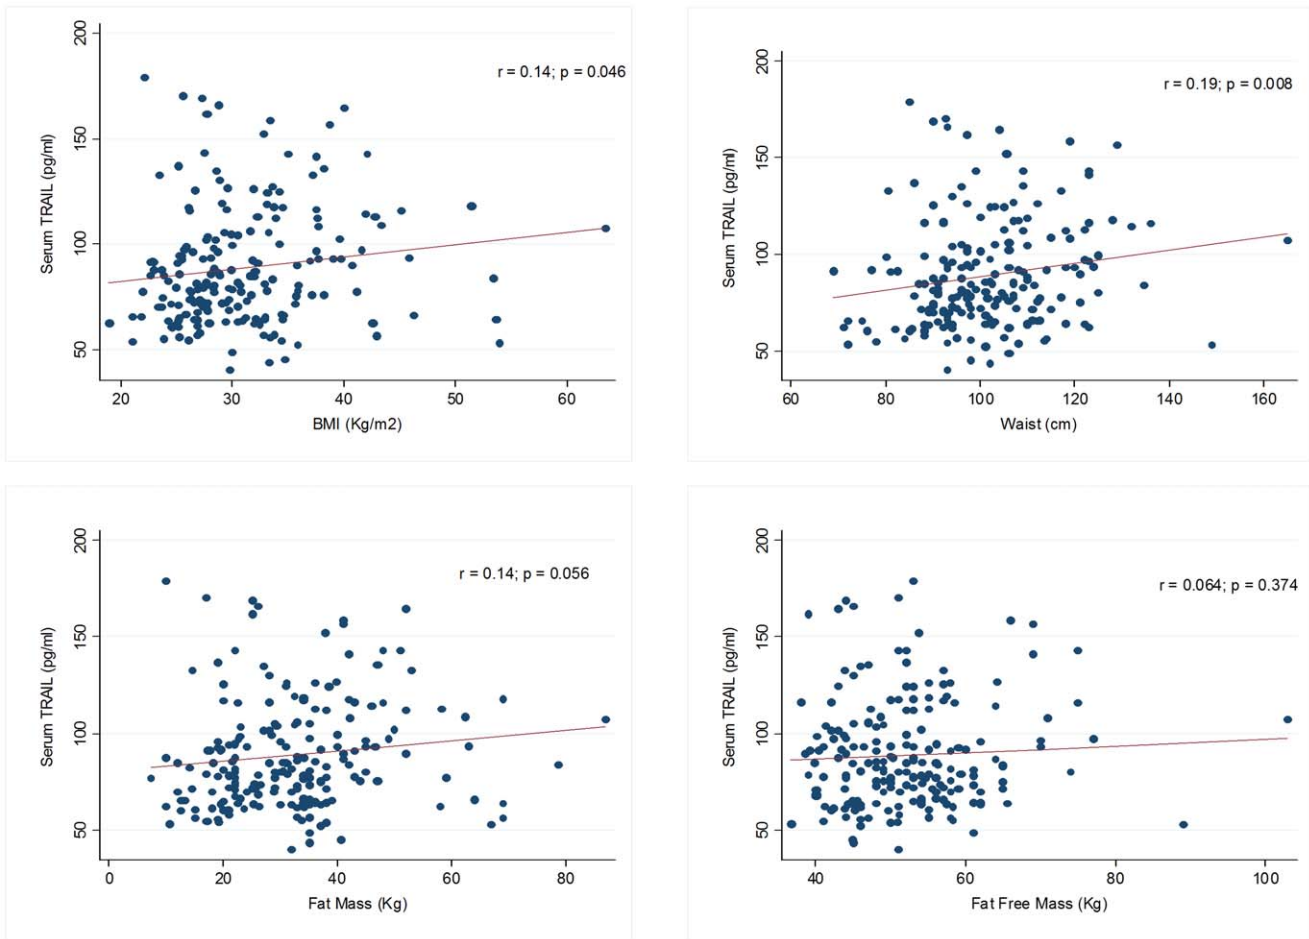 200
150
100
50
Serum TRAIL (pg/ml)
r = 0.14; p = 0.046
20 30 40 50 60
BMI (Kg/m2)
200
150
100
50
Serum TRAIL (pg/ml)
r = 0.19; p = 0.008
60 80 100 120 140 160
Waist (cm)
200
150
100
50
Serum TRAIL (pg/ml)
r = 0.14; p = 0.056
0 20 40 60 80
Fat Mass (Kg)
200
150
100
50
Serum TRAIL (pg/ml)
r = 0.064; p = 0.374
40 60 80 100
Fat Free Mass (Kg)